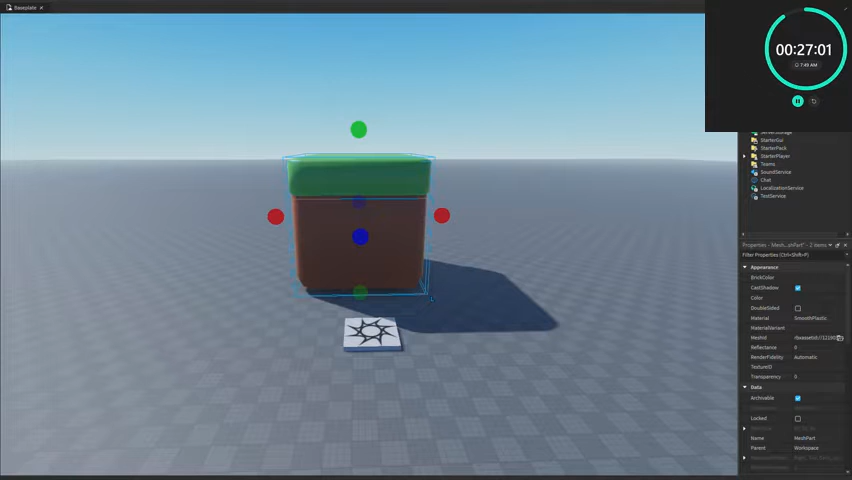 Baseplate
00:27:01
7:49 AM
StarterGui
StarterPack
StarterPlayer
Teams
SoundService
Chat
LocalizationService
TestService
Filter Properties (Ctrl+Shift+P)
Appearance
BrickColor
CastShadow
Color
DoubleSided
Material SmoothPlastic
MaterialVariant
MeshId
Reflectance 0
RenderFidelity Automatic
TextureID
Transparency 0
Data
Archivable
Locked
Name MeshPart
Parent Workspace